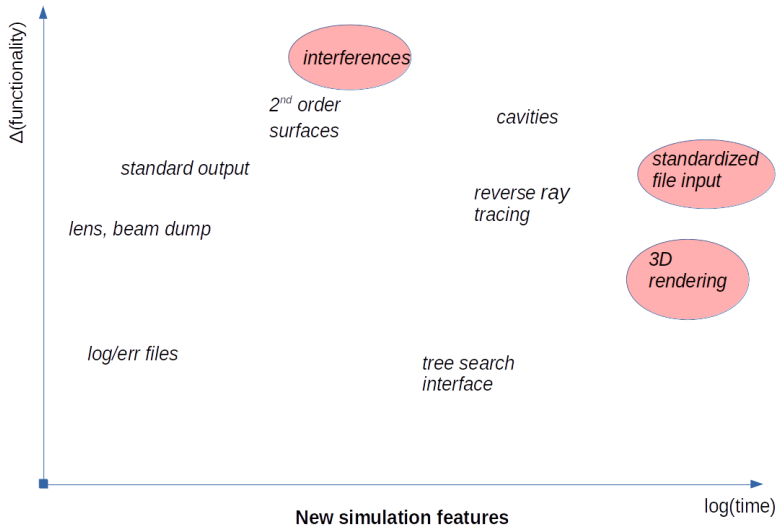 Δ(functionality)
interferences
2nd order
surfaces
cavities
standard output
standardized
file input
reverse ray
tracing
lens, beam dump
3D
rendering
log/err files
tree search
interface
log(time)
New simulation features